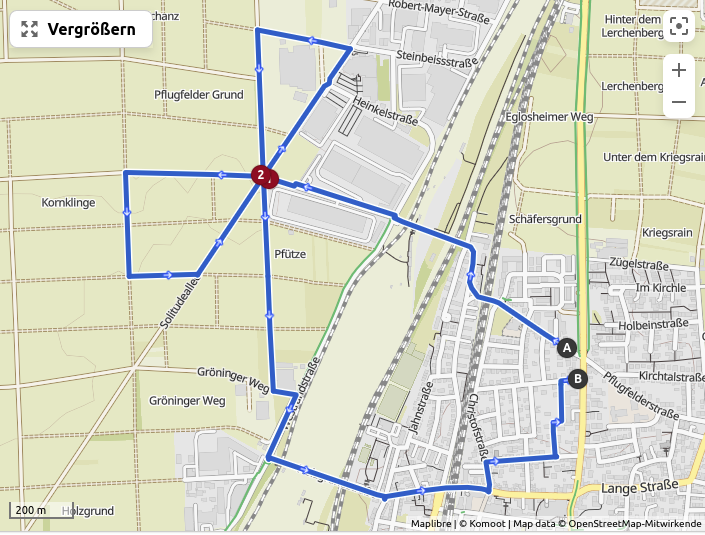 chanz
Robert-Mayer-Straße
Hinter dem
Lerchenberg
Vergrößern
Steinbeissstraße
Pflugfelder Grund
Lerchenberg
Heinkelstraße
Eglosheimer Weg
Unter dem Kriegsrain
2
Kornklinge
Schäfersgrund
Kriegsrain
Pfütze
Zügelstraße
Im Kirchle
Solitudeallee
Holbeinstraße
A
B
Gröninger Weg
Kirchtalstraße
Gröninger Weg
Pflugfelderstraße
Jahnstraße
Christofstraße
Lange Straße
200 m
Holzgrund
Maplibre | © Komoot | Map data © OpenStreetMap-Mitwirkende